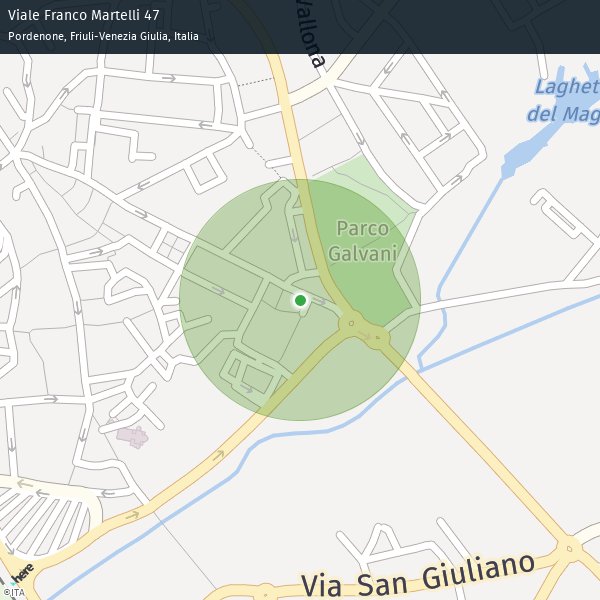 Viale Franco Martelli 47
Pordenone, Friuli-Venezia Giulia, Italia
Vallona
Laghet
del Mag
Parco
Galvani
Via San Giuliano
here
©ITA